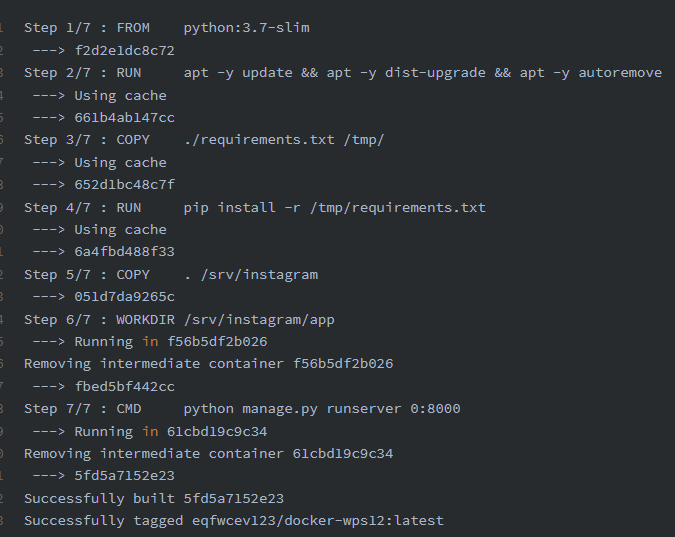 Step 1/7 : FROM     python:3.7-slim
 ---> f2d2e1dc8c72
Step 2/7 : RUN      apt -y update && apt -y dist-upgrade && apt -y autoremove
 ---> Using cache
 ---> 661b4ab147cc
Step 3/7 : COPY     ./requirements.txt /tmp/
 ---> Using cache
 ---> 652d1bc48c7f
Step 4/7 : RUN      pip install -r /tmp/requirements.txt
 ---> Using cache
 ---> 6a4fbd488f33
Step 5/7 : COPY     . /srv/instagram
 ---> 051d7da9265c
Step 6/7 : WORKDIR /srv/instagram/app
 ---> Running in f56b5df2b026
Removing intermediate container f56b5df2b026
 ---> fbed5bf442cc
Step 7/7 : CMD      python manage.py runserver 0:8000
 ---> Running in 61cbd19c9c34
Removing intermediate container 61cbd19c9c34
 ---> 5fd5a7152e23
Successfully built 5fd5a7152e23
Successfully tagged eqfwcev123/docker-wps12:latest